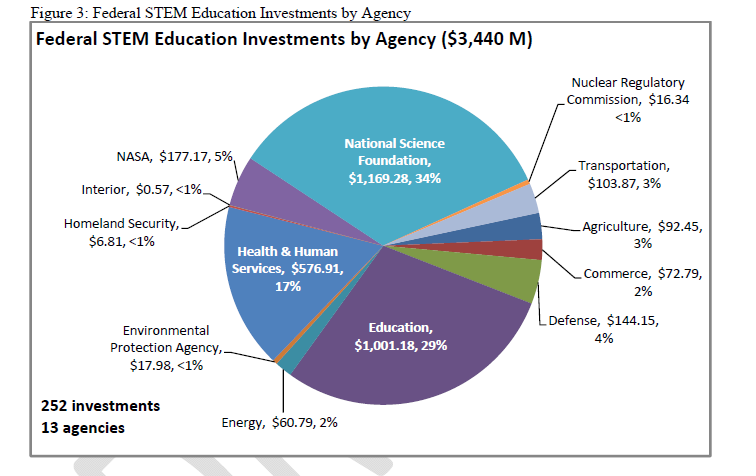 Figure 3: Federal STEM Education Investments by Agency
Federal STEM Education Investments by Agency ($3,440 M)
Nuclear Regulatory
Commission, $16.34
<1%
National Science
Foundation,
$1,169.28, 34%
NASA, $177.17, 5%
Transportation,
$103.87, 3%
Interior, $0.57, <1%
Homeland Security,
$6.81, <1%
Agriculture, $92.45,
3%
Health & Human
Services, $576.91,
17%
Commerce, $72.79,
2%
Defense, $144.15,
4%
Education,
$1,001.18, 29%
Environmental
Protection Agency,
$17.98, <1%
Energy, $60.79, 2%
252 investments
13 agencies